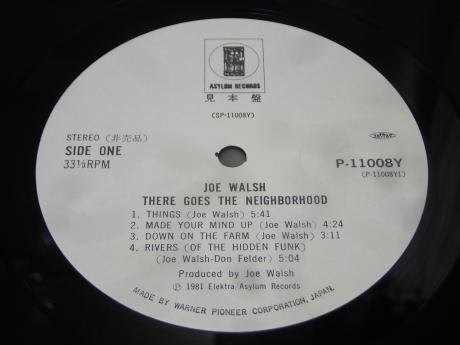 ASYLUM RECORDS
見本盤
(SP-11008Y)
STEREO (非売品)
SIDE ONE
33⅓RPM
P-11008Y
(P-11008Y1)
JOE WALSH
THERE GOES THE NEIGHBORHOOD
1. THINGS (Joe Walsh) 5:41
2. MADE YOUR MIND UP (Joe Walsh) 4:24
3. DOWN ON THE FARM (Joe Walsh) 3:11
4. RIVERS (OF THE HIDDEN FUNK)
(Joe Walsh-Don Felder) 5:04
Produced by Joe Walsh
Ⓟ 1981 Elektra/Asylum Records
MADE BY WARNER PIONEER CORPORATION, JAPAN.